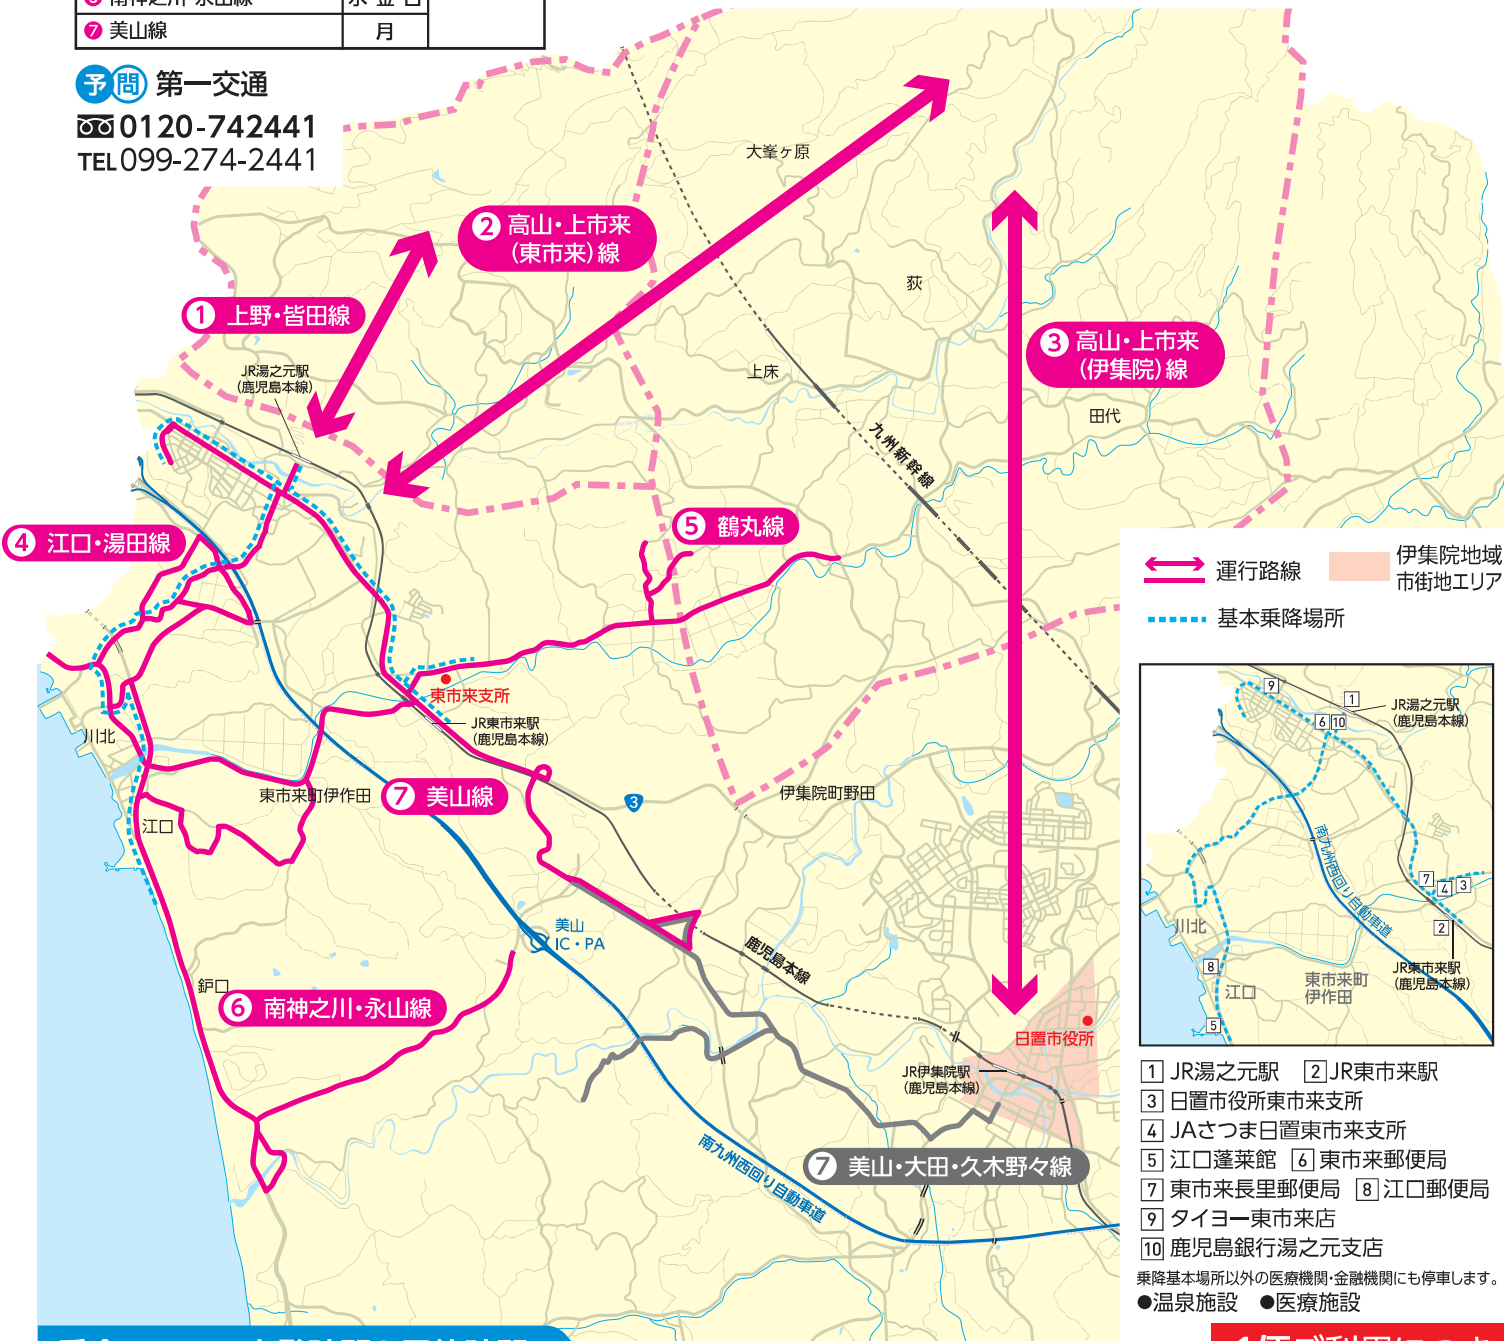 ⑦ 美山線 月
予 問 第一交通
0120-742441
TEL 099-274-2441
大峯ヶ原
② 高山・上市来
(東市来)線
荻
① 上野・皆田線
③ 高山・上市来
(伊集院)線
JR湯之元駅
(鹿児島本線)
上床
田代
九州新幹線
⑤ 鶴丸線
④ 江口・湯田線
運行路線
伊集院地域
市街地エリア
基本乗降場所
東市来支所
JR東市来駅
(鹿児島本線)
川北
東市来町伊作田
⑦ 美山線
3
伊集院町野田
江口
美山
IC・PA
鹿児島本線
鈩口
⑥ 南神之川・永山線
日置市役所
JR伊集院駅
(鹿児島本線)
南九州西回り自動車道
⑦ 美山・大田・久木野々線
9
1
JR湯之元駅
(鹿児島本線)
6 10
南九州西回り自動車道
7 4 3
2
川北
8
東市来町
伊作田
JR東市来駅
(鹿児島本線)
江口
5
1 JR湯之元駅 2 JR東市来駅
3 日置市役所東市来支所
4 JAさつま日置東市来支所
5 江口蓬莱館 6 東市来郵便局
7 東市来長里郵便局 8 江口郵便局
9 タイヨー東市来店
10 鹿児島銀行湯之元支店
乗降基本場所以外の医療機関・金融機関にも停車します。
●温泉施設 ●医療施設